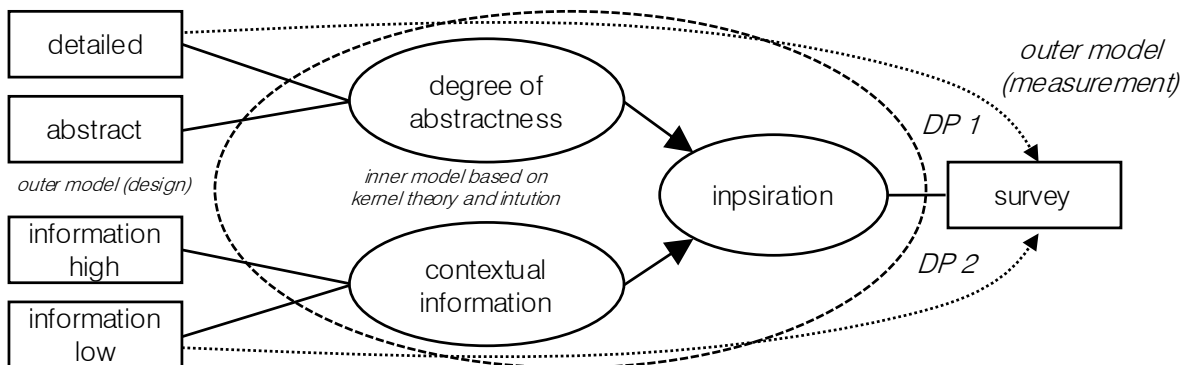 detailed
abstract
outer model (design)
information
high
information
low
degree of
abstractness
inner model based on
kernel theory and intution
contextual
information
inpsiration
DP 1
DP 2
outer model
(measurement)
survey